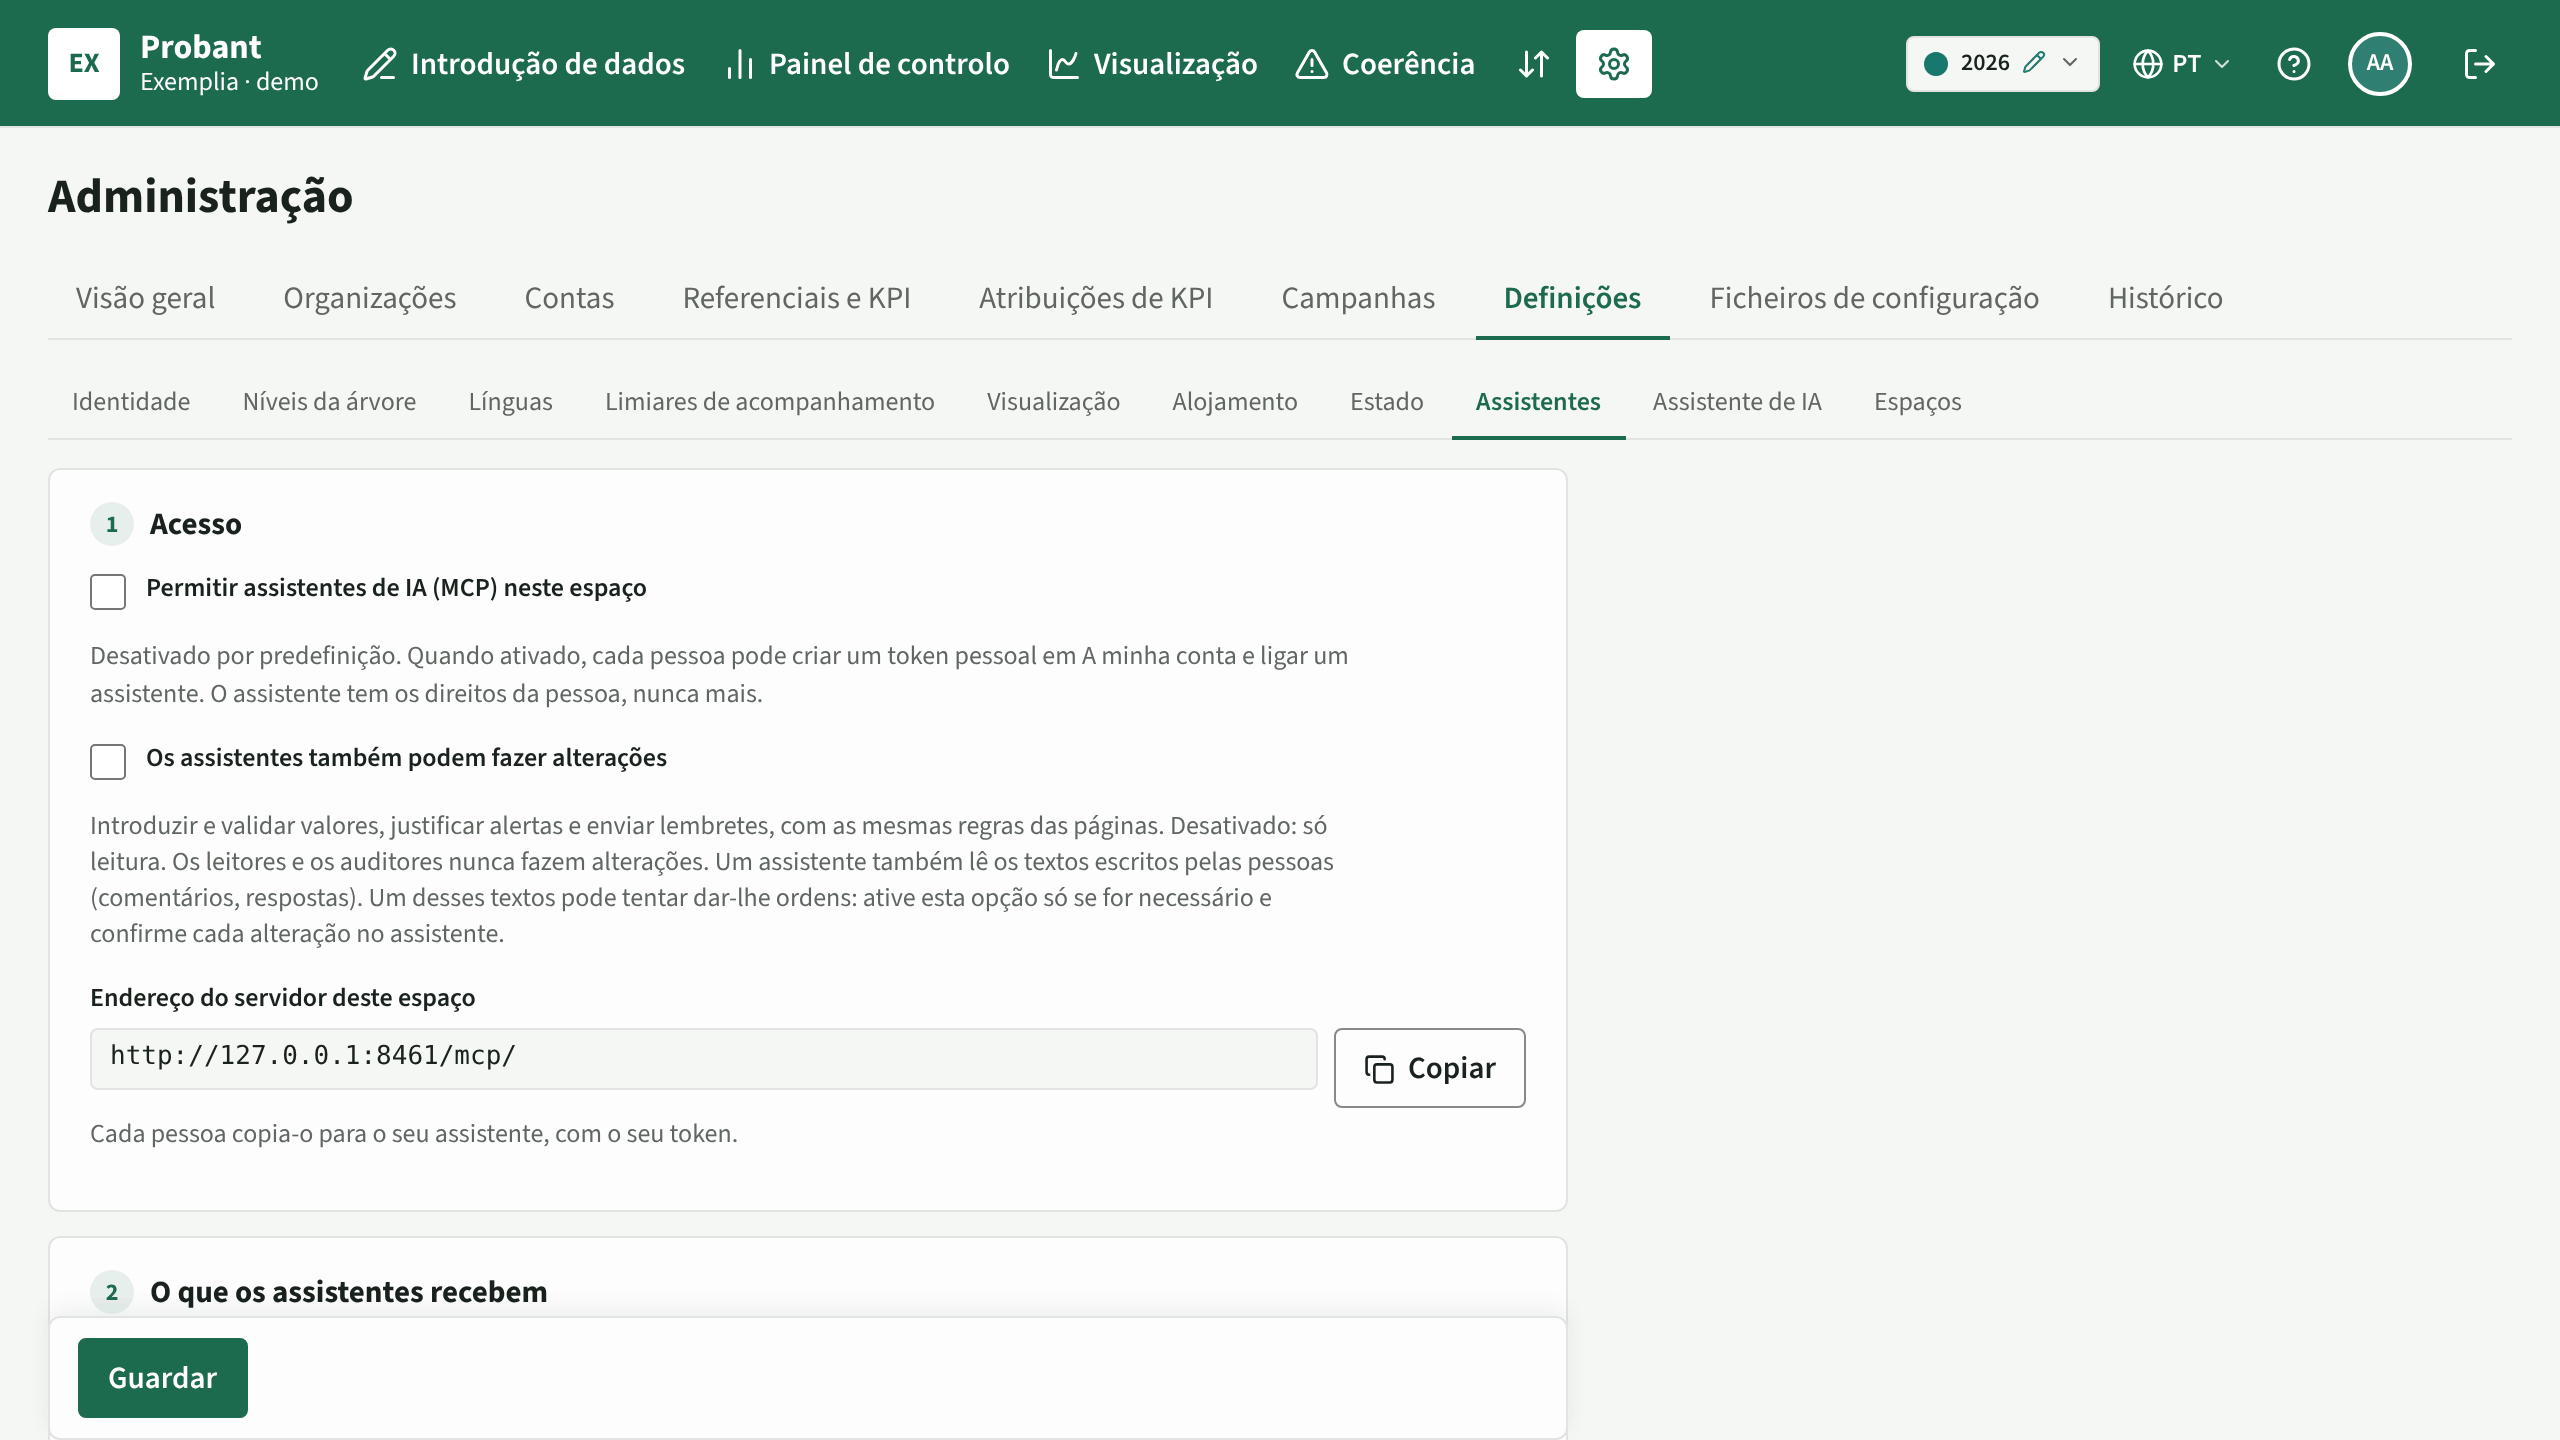 EX
Probant
Exemplia · demo
Introdução de dados
Painel de controlo
Visualização
Coerência
2026
PT
AA
Administração
Visão geral
Organizações
Contas
Referenciais e KPI
Atribuições de KPI
Campanhas
Definições
Ficheiros de configuração
Histórico
Identidade
Níveis da árvore
Línguas
Limiares de acompanhamento
Visualização
Alojamento
Estado
Assistentes
Assistente de IA
Espaços
1 Acesso
Permitir assistentes de IA (MCP) neste espaço
Desativado por predefinição. Quando ativado, cada pessoa pode criar um token pessoal em A minha conta e ligar um
assistente. O assistente tem os direitos da pessoa, nunca mais.
Os assistentes também podem fazer alterações
Introduzir e validar valores, justificar alertas e enviar lembretes, com as mesmas regras das páginas. Desativado: só
leitura. Os leitores e os auditores nunca fazem alterações. Um assistente também lê os textos escritos pelas pessoas
(comentários, respostas). Um desses textos pode tentar dar-lhe ordens: ative esta opção só se for necessário e
confirme cada alteração no assistente.
Endereço do servidor deste espaço
http://127.0.0.1:8461/mcp/
Copiar
Cada pessoa copia-o para o seu assistente, com o seu token.
2 O que os assistentes recebem
Guardar